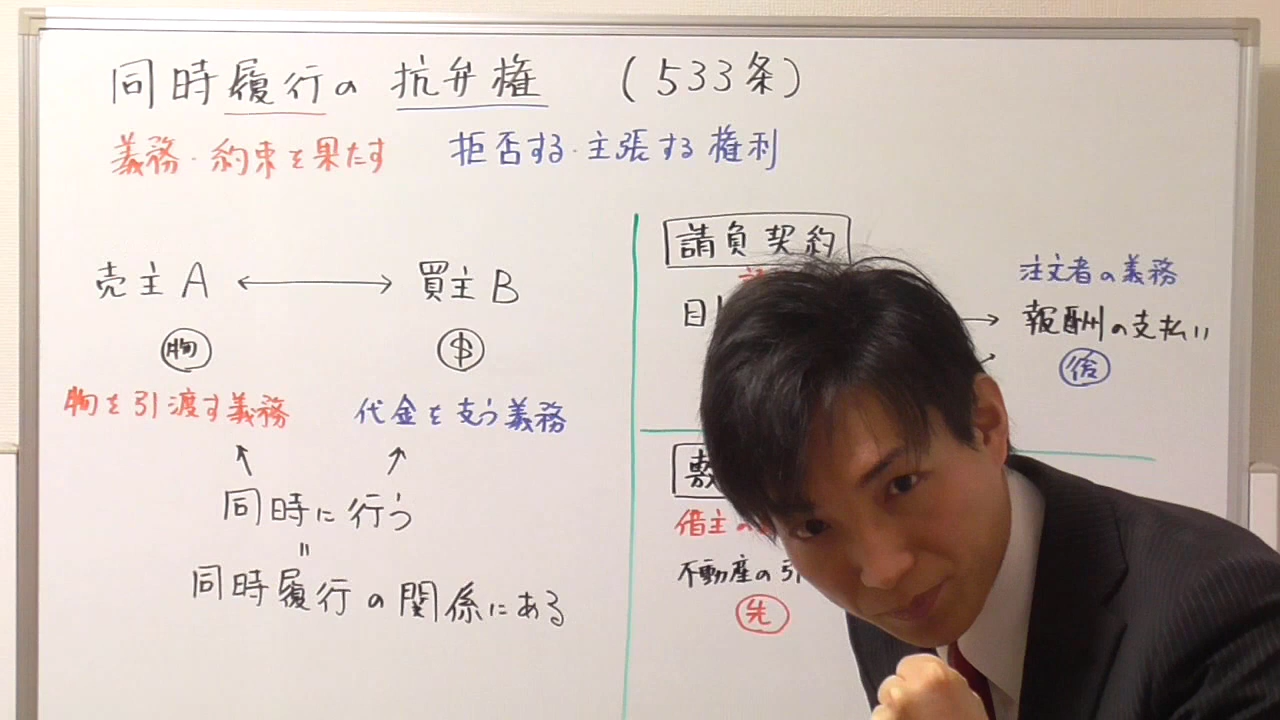 同時履行の抗弁権 (533条)
義務・約束を果たす 拒否する・主張する権利
売主A ←→ 買主B
物 $
物を引渡す義務 代金を支う義務
同時に行う
=
同時履行の関係にある
請負契約
注文者の義務
目 → 報酬の支払い
後
敷
借主の
不動産の引
先